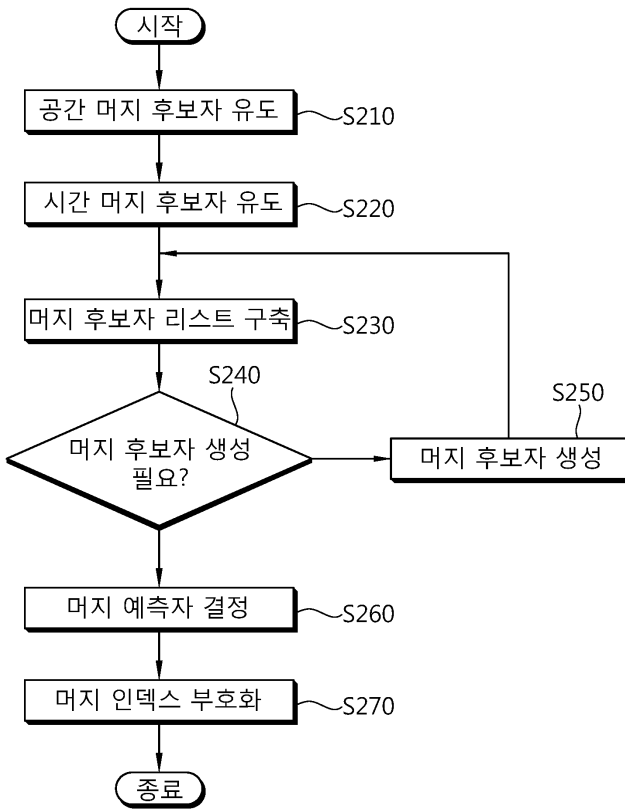 시작
공간 머지 후보자 유도
S210
시간 머지 후보자 유도
S220
머지 후보자 리스트 구축
S230
S240
머지 후보자 생성
필요?
S250
머지 후보자 생성
머지 예측자 결정
S260
머지 인덱스 부호화
S270
종료